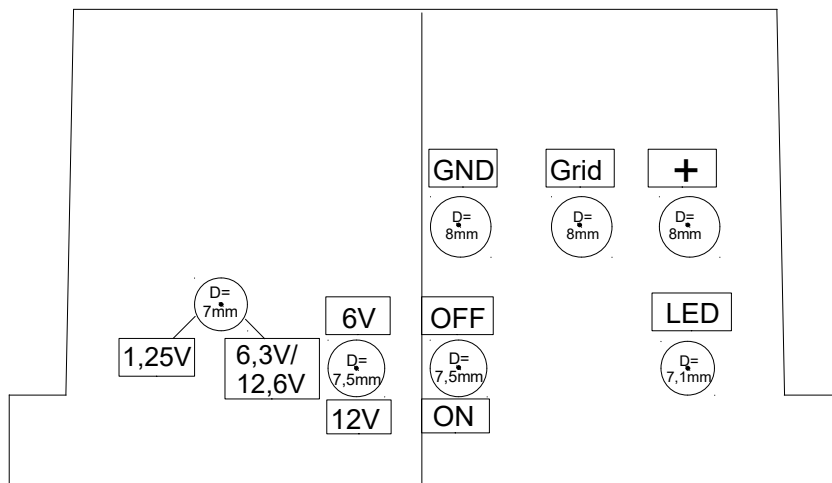 GND
Grid
+
D=
8mm
D=
8mm
D=
8mm
D=
7mm
6V
OFF
LED
1,25V
6,3V/
12,6V
D=
7,5mm
D=
7,5mm
D=
7,1mm
12V
ON